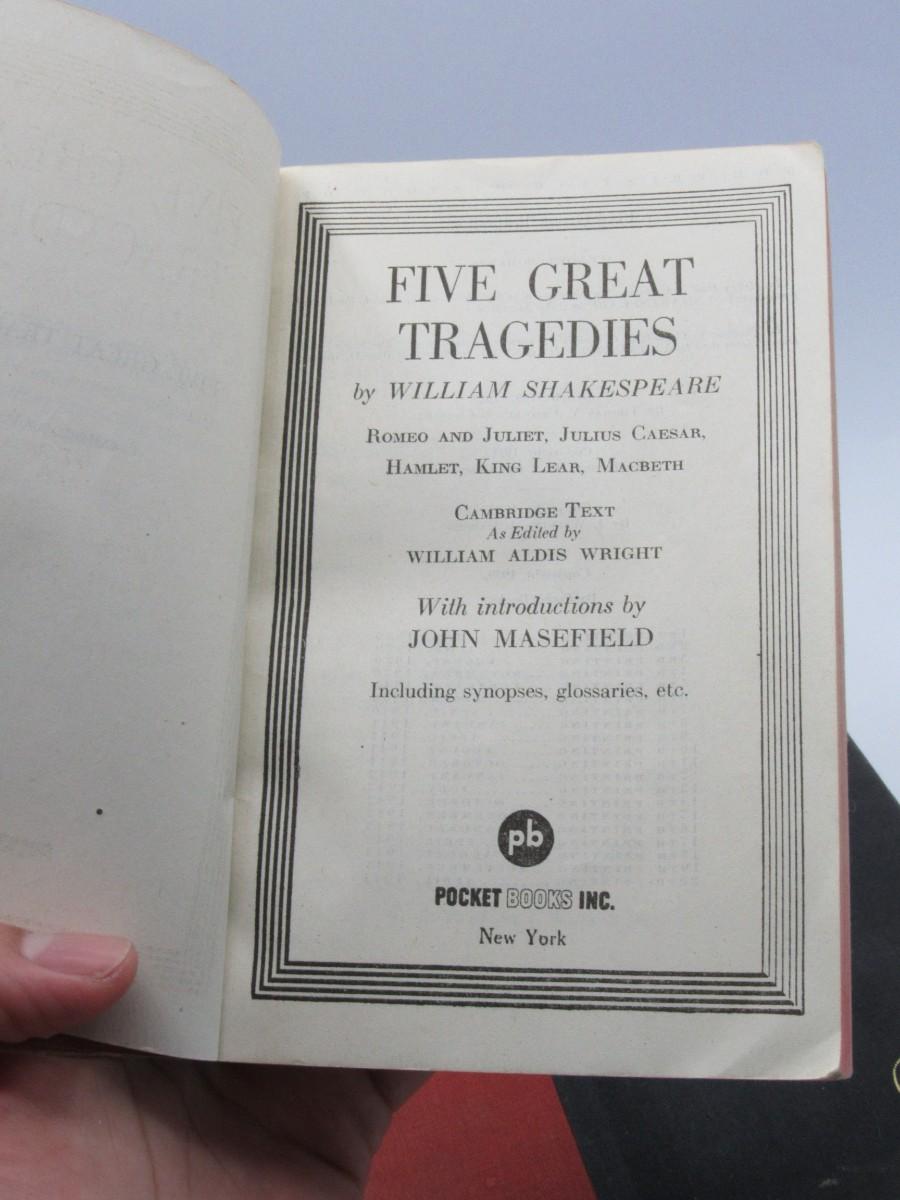 FIVE GREAT
TRAGEDIES
by WILLIAM SHAKESPEARE
ROMEO AND JULIET, JULIUS CAESAR,
HAMLET, KING LEAR, MACBETH
CAMBRIDGE TEXT
As Edited by
WILLIAM ALDIS WRIGHT
With introductions by
JOHN MASEFIELD
Including synopses, glossaries, etc.
pb
POCKET BOOKS INC.
New York